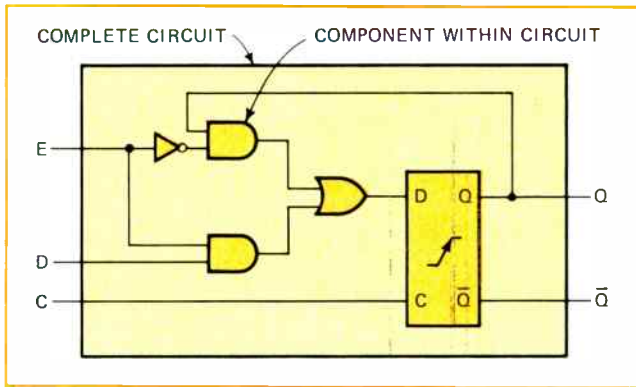 COMPLETE CIRCUIT
COMPONENT WITHIN CIRCUIT
E
D
C
D Q
C Q̅
Q
Q̅